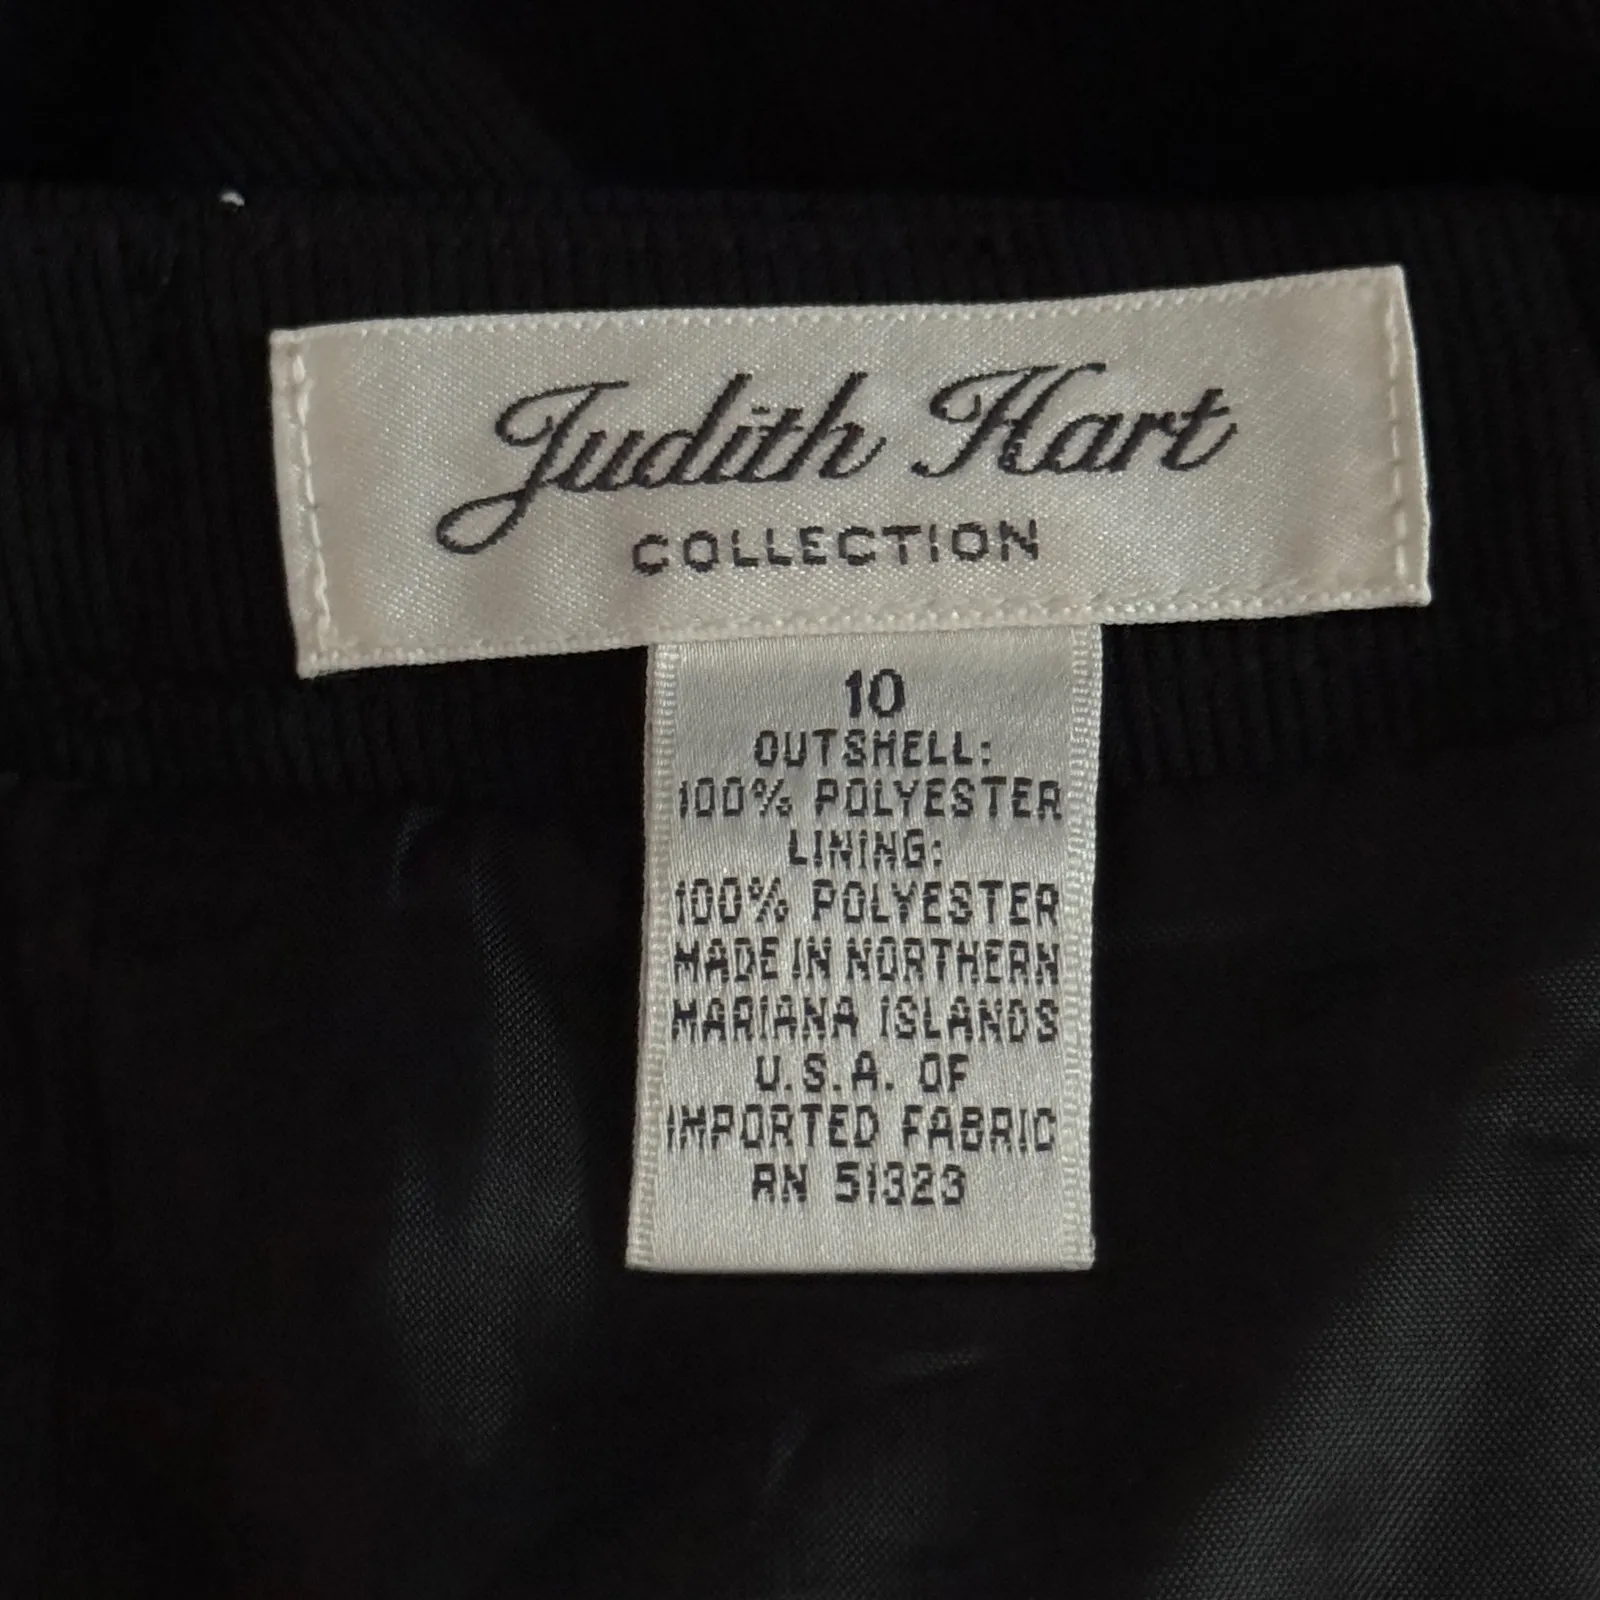 Judith Hart
COLLECTION
10
OUTSHELL:
100% POLYESTER
LINING:
100% POLYESTER
MADE IN NORTHERN
MARIANA ISLANDS
U.S.A. OF
IMPORTED FABRIC
RN 51323